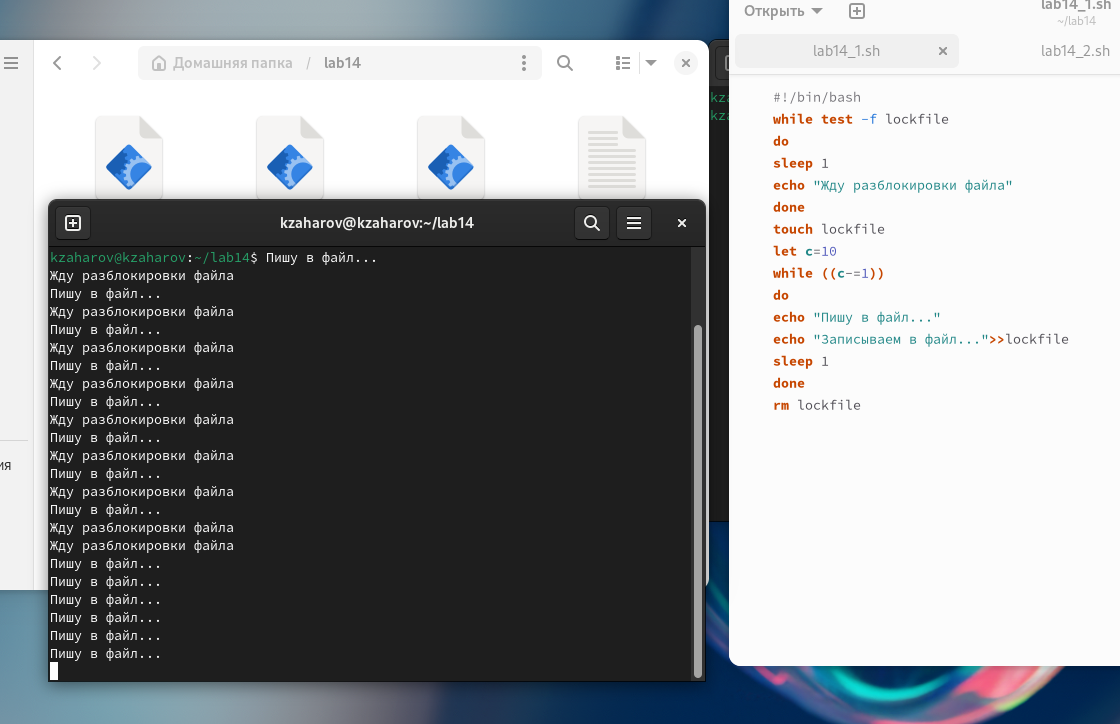 Открыть
lab14_1.sh
~/lab14
lab14_1.sh
lab14_2.sh
Домашняя папка / lab14
ия
kza
kza
kzaharov@kzaharov:~/lab14
kzaharov@kzaharov:~/lab14$ Пишу в файл...
Жду разблокировки файла
Пишу в файл...
Жду разблокировки файла
Пишу в файл...
Жду разблокировки файла
Пишу в файл...
Жду разблокировки файла
Пишу в файл...
Жду разблокировки файла
Пишу в файл...
Жду разблокировки файла
Пишу в файл...
Жду разблокировки файла
Пишу в файл...
Жду разблокировки файла
Жду разблокировки файла
Пишу в файл...
Пишу в файл...
Пишу в файл...
Пишу в файл...
Пишу в файл...
Пишу в файл...
#!/bin/bash
while test -f lockfile
do
sleep 1
echo "Жду разблокировки файла"
done
touch lockfile
let c=10
while ((c-=1))
do
echo "Пишу в файл..."
echo "Записываем в файл...">>lockfile
sleep 1
done
rm lockfile